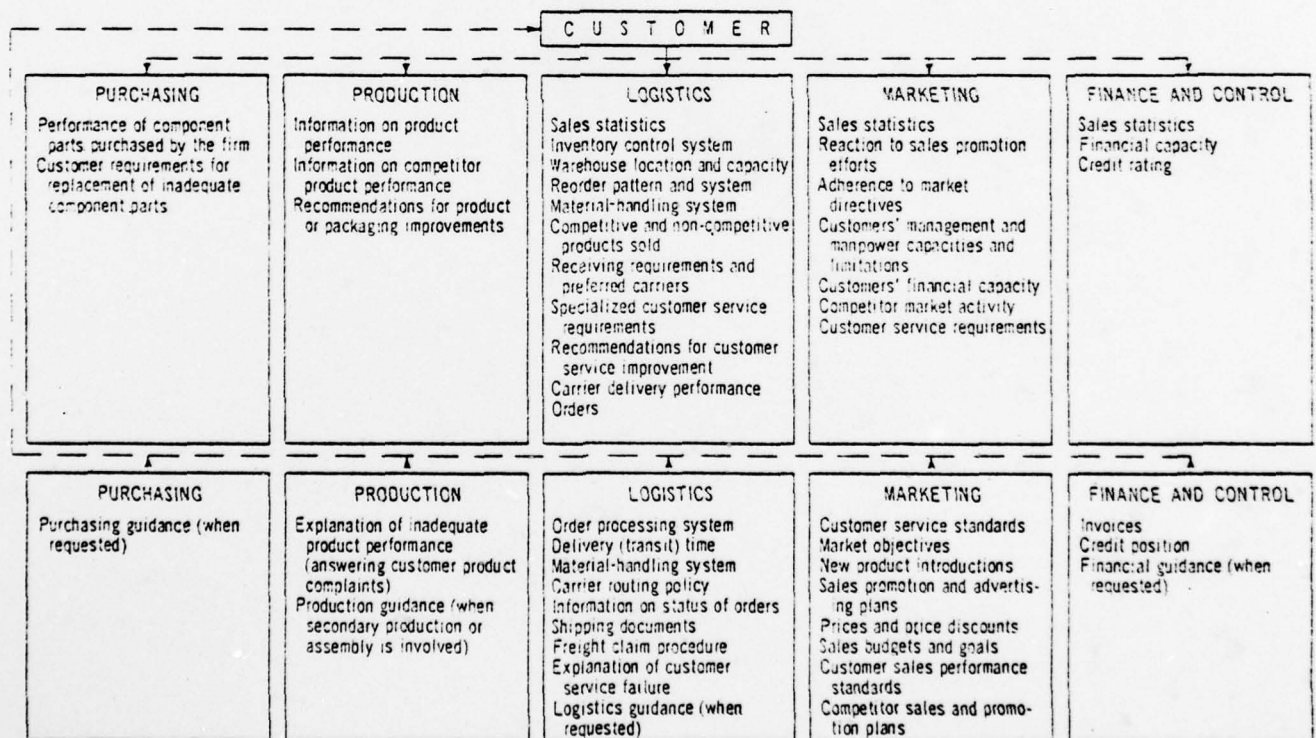 CUSTOMER
PURCHASING
Performance of component
parts purchased by the firm
Customer requirements for
replacement of inadequate
component parts
PRODUCTION
Information on product
performance
Information on competitor
product performance
Recommendations for product
or packaging improvements
LOGISTICS
Sales statistics
Inventory control system
Warehouse location and capacity
Reorder pattern and system
Material-handling system
Competitive and non-competitive
products sold
Receiving requirements and
preferred carriers
Specialized customer service
requirements
Recommendations for customer
service improvement
Carrier delivery performance
Orders
MARKETING
Sales statistics
Reaction to sales promotion
efforts
Adherence to market
directives
Customers' management and
manpower capacities and
limitations
Customers' financial capacity
Competitor market activity
Customer service requirements
FINANCE AND CONTROL
Sales statistics
Financial capacity
Credit rating
PURCHASING
Purchasing guidance (when
requested)
PRODUCTION
Explanation of inadequate
product performance
(answering customer product
complaints)
Production guidance (when
secondary production or
assembly is involved)
LOGISTICS
Order processing system
Delivery (transit) time
Material-handling system
Carrier routing policy
Information on status of orders
Shipping documents
Freight claim procedure
Explanation of customer
service failure
Logistics guidance (when
requested)
MARKETING
Customer service standards
Market objectives
New product introductions
Sales promotion and advertis-
ing plans
Prices and price discounts
Sales budgets and goals
Customer sales performance
standards
Competitor sales and promo-
tion plans
FINANCE AND CONTROL
Invoices
Credit position
Financial guidance (when
requested)